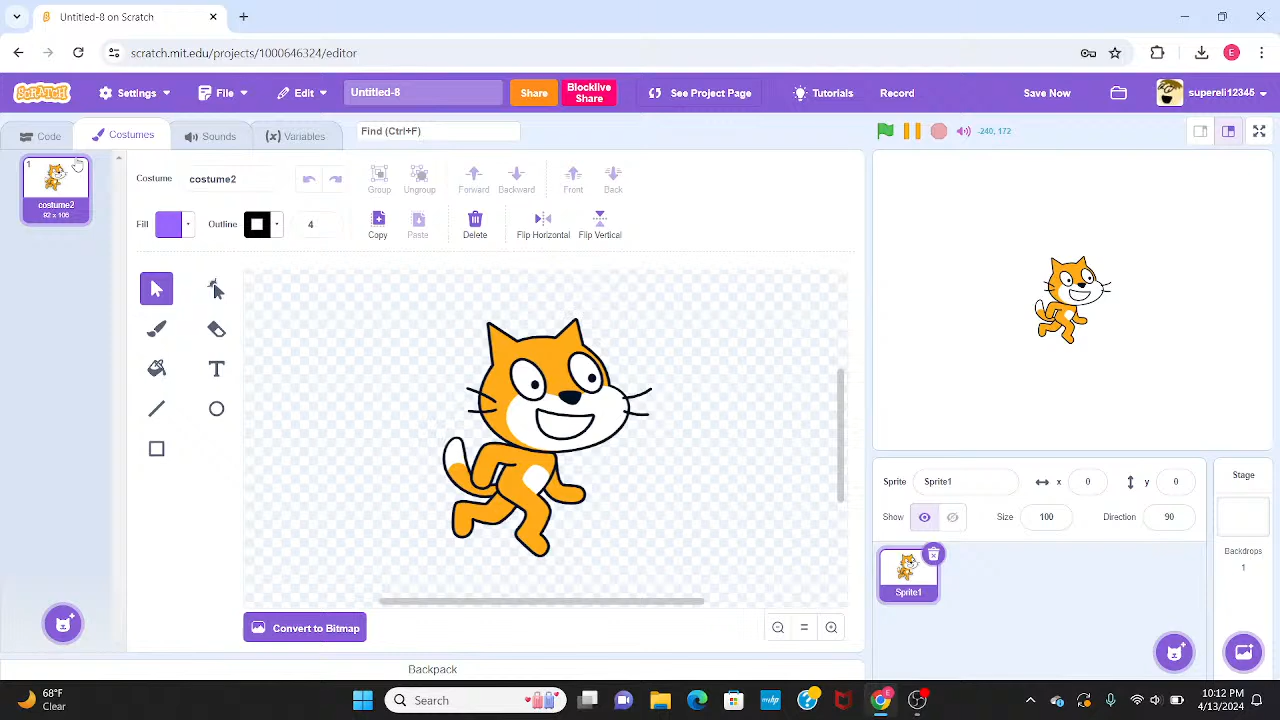 Untitled-8 on Scratch
scratch.mit.edu/projects/1000646324/editor
E
SCRATCH
Settings
File
Edit
Untitled-8
Share
Blocklive
Share
See Project Page
Tutorials
Record
Save Now
supereli12345
Code
Costumes
Sounds
(x) Variables
Find (Ctrl+F)
-240, 172
1
costume2
92 x 106
Costume
costume2
Group
Ungroup
Forward
Backward
Front
Back
Fill
Outline
4
Copy
Paste
Delete
Flip Horizontal
Flip Vertical
T
Convert to Bitmap
Backpack
Sprite
Sprite1
x
0
y
0
Show
Size
100
Direction
90
Sprite1
Stage
Backdrops
1
68°F
Clear
Search
myhp
10:12 PM
4/13/2024